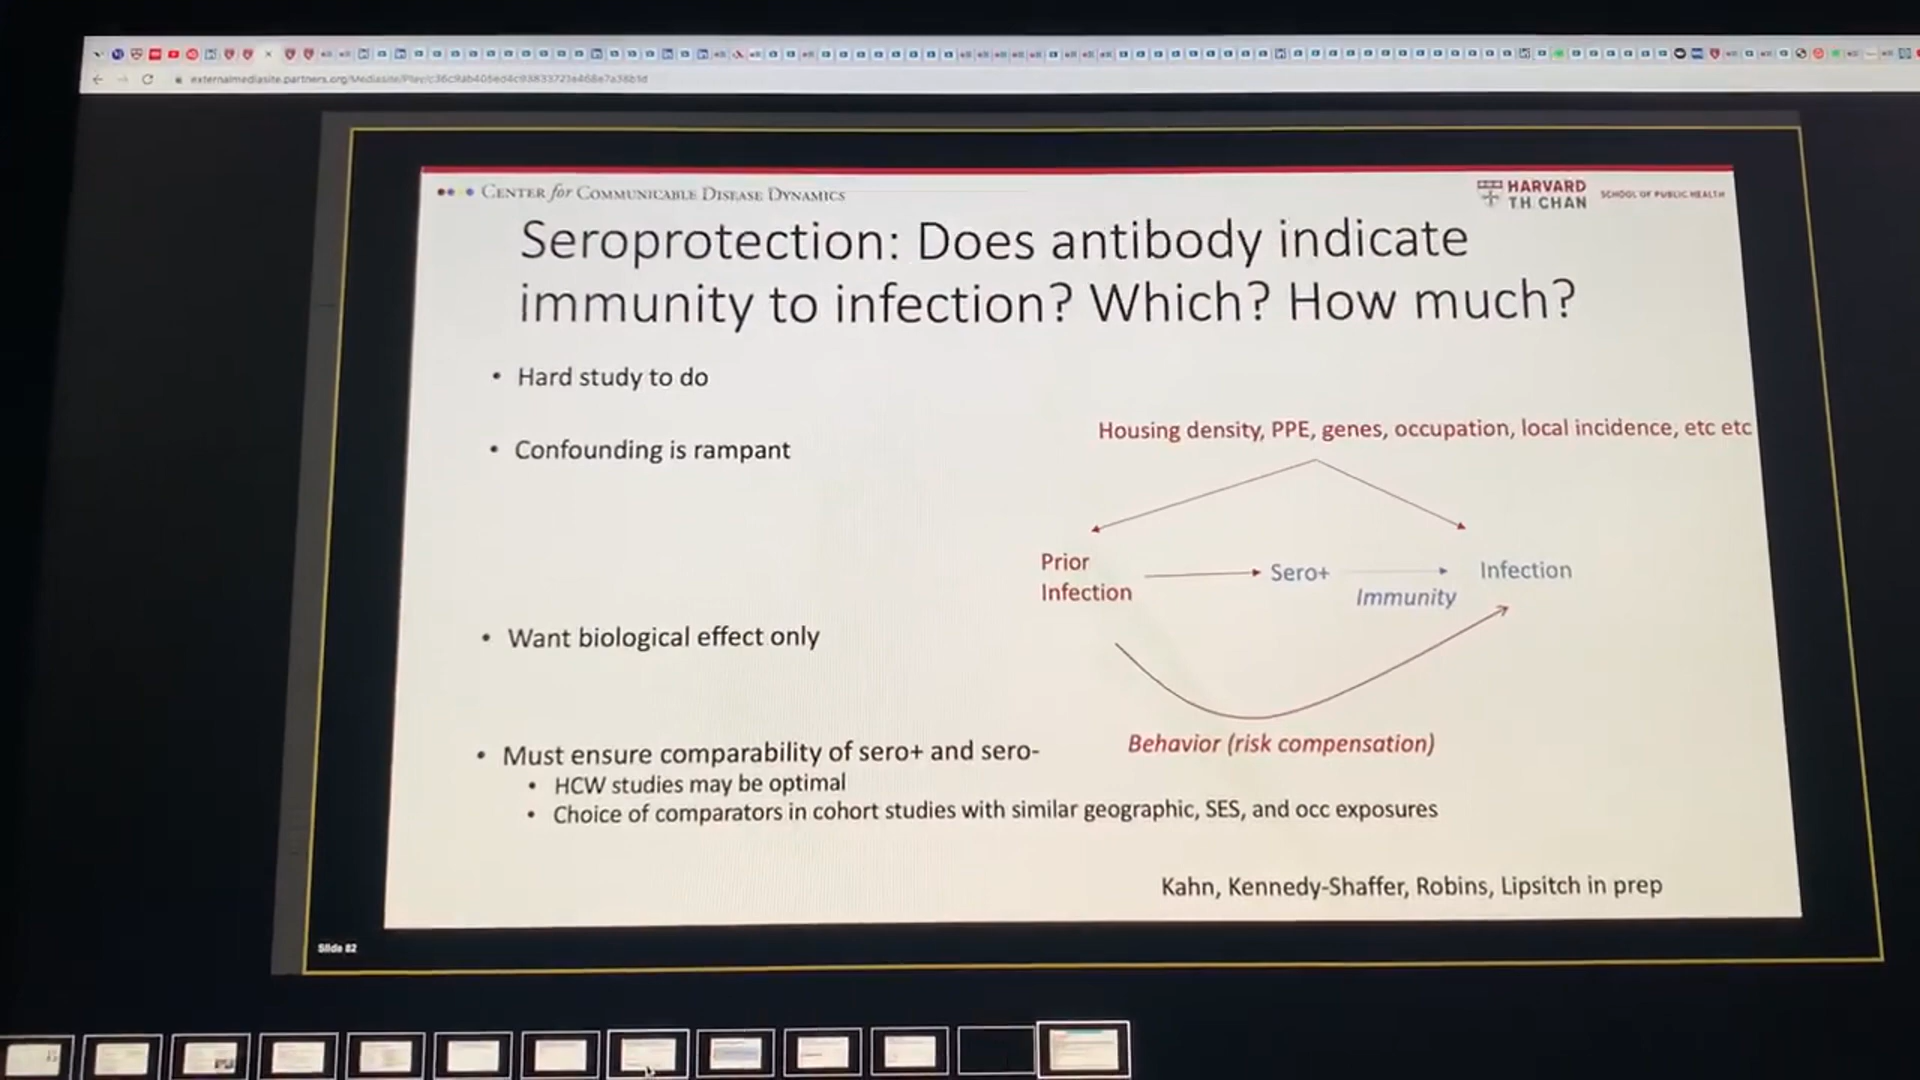 CENTER for COMMUNICABLE DISEASE DYNAMICS
HARVARD
TH CHAN
SCHOOL OF PUBLIC HEALTH
Seroprotection: Does antibody indicate
immunity to infection? Which? How much?
• Hard study to do
• Confounding is rampant
Housing density, PPE, genes, occupation, local incidence, etc etc
Prior
Infection
Sero+
Immunity
Infection
• Want biological effect only
Behavior (risk compensation)
• Must ensure comparability of sero+ and sero-
• HCW studies may be optimal
• Choice of comparators in cohort studies with similar geographic, SES, and occ exposures
Kahn, Kennedy-Shaffer, Robins, Lipsitch in prep
Slide 82